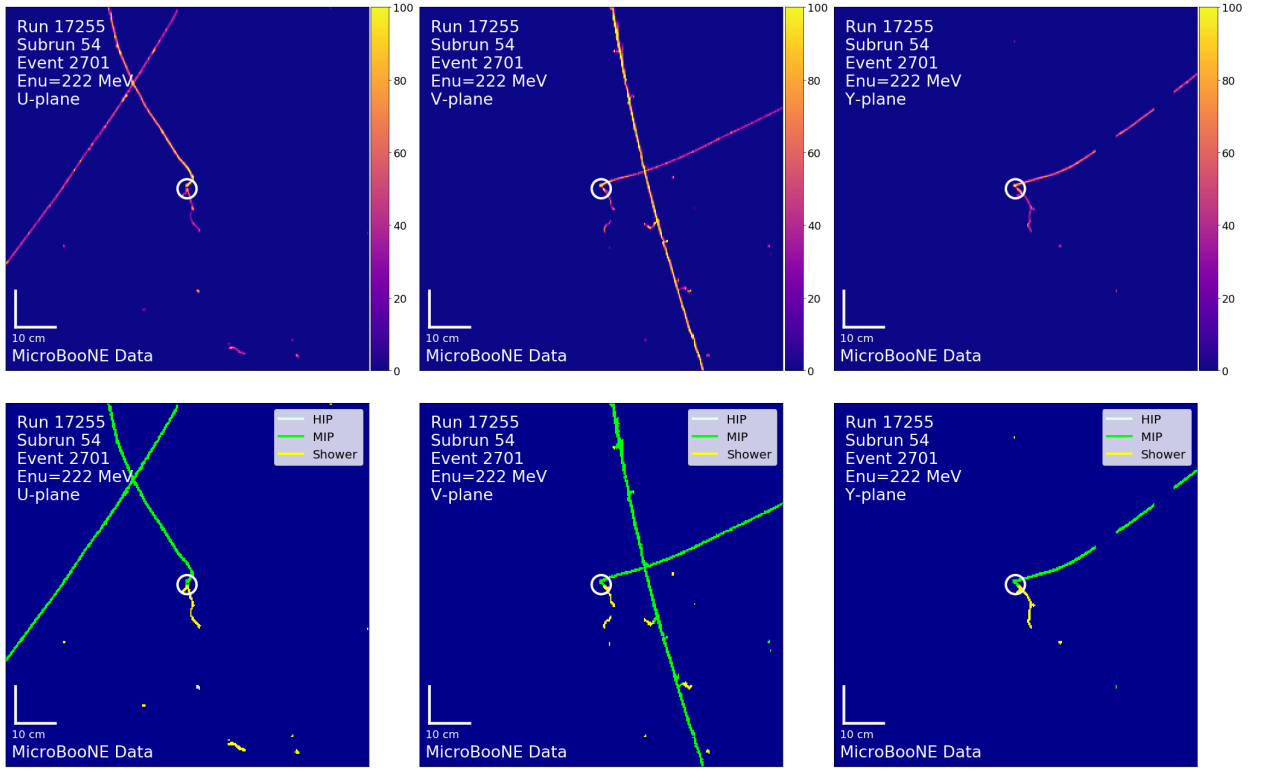 Run 17255
Subrun 54
Event 2701
Enu=222 MeV
U-plane
10 cm
MicroBooNE Data
100
80
60
40
20
0
Run 17255
Subrun 54
Event 2701
Enu=222 MeV
V-plane
10 cm
MicroBooNE Data
100
80
60
40
20
0
Run 17255
Subrun 54
Event 2701
Enu=222 MeV
Y-plane
10 cm
MicroBooNE Data
100
80
60
40
20
0
Run 17255
Subrun 54
Event 2701
Enu=222 MeV
U-plane
HIP
MIP
Shower
10 cm
MicroBooNE Data
Run 17255
Subrun 54
Event 2701
Enu=222 MeV
V-plane
HIP
MIP
Shower
10 cm
MicroBooNE Data
Run 17255
Subrun 54
Event 2701
Enu=222 MeV
Y-plane
HIP
MIP
Shower
10 cm
MicroBooNE Data